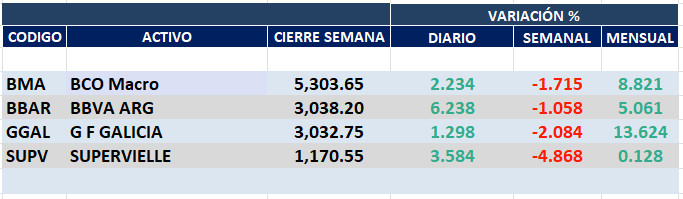 VARIACIÓN %
CODIGO ACTIVO CIERRE SEMANA DIARIO SEMANAL MENSUAL
BMA BCO Macro 5,303.65 2.234 -1.715 8.821
BBAR BBVA ARG 3,038.20 6.238 -1.058 5.061
GGAL G F GALICIA 3,032.75 1.298 -2.084 13.624
SUPV SUPERVIELLE 1,170.55 3.584 -4.868 0.128